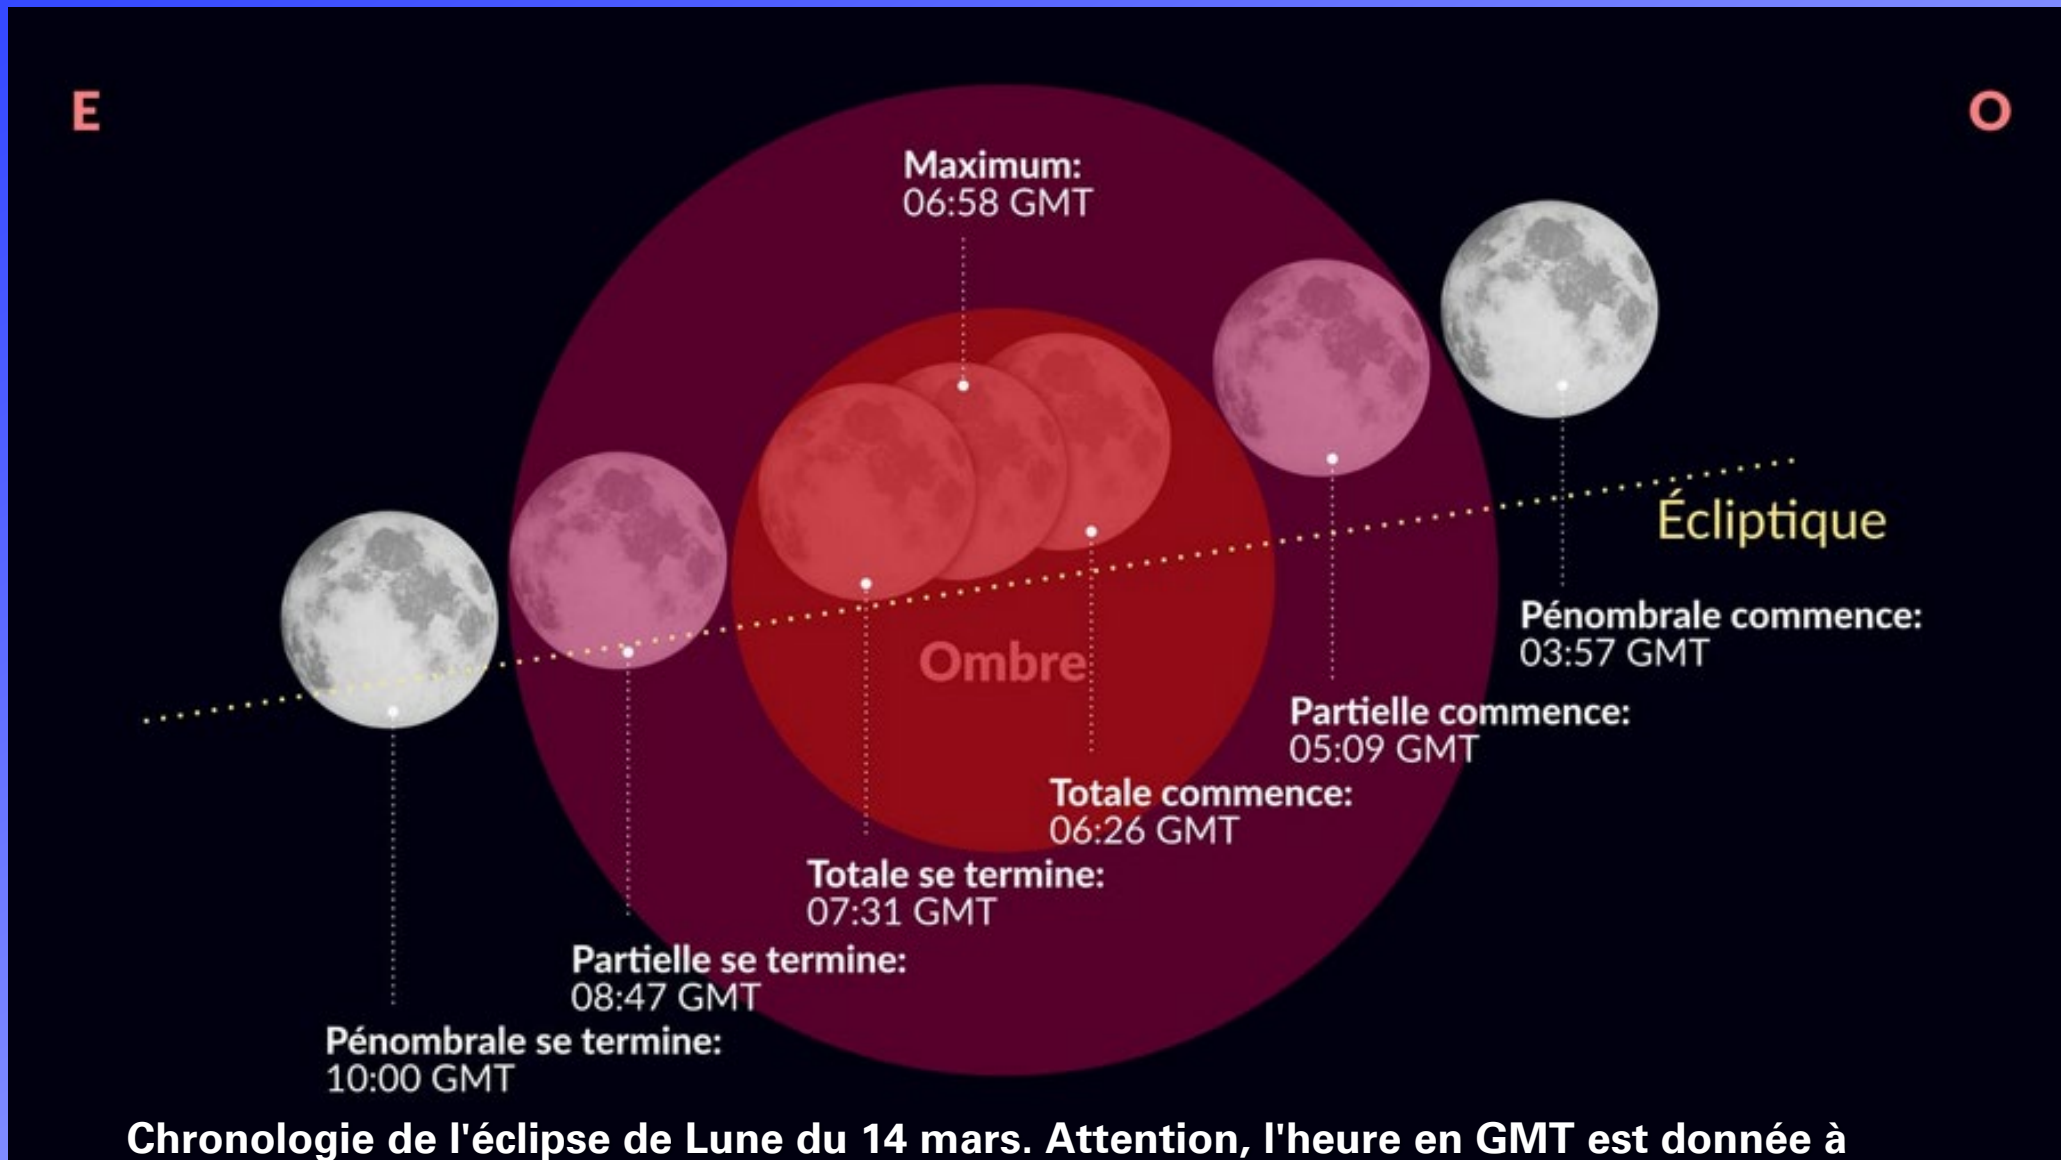 E
O
Maximum:
06:58 GMT
Écliptique
Pénombrale commence:
03:57 GMT
Ombre
Partielle commence:
05:09 GMT
Totale commence:
06:26 GMT
Totale se termine:
07:31 GMT
Partielle se termine:
08:47 GMT
Pénombrale se termine:
10:00 GMT
Chronologie de l'éclipse de Lune du 14 mars. Attention, l'heure en GMT est donnée à